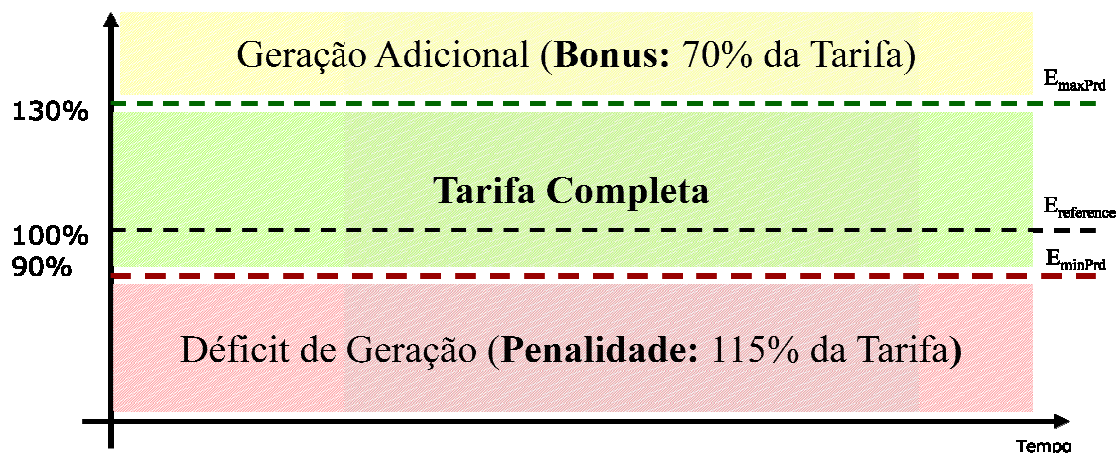 Geração Adicional (Bonus: 70% da Tarifa)
EmaxPrd
130%
Tarifa Completa
Ereference
100%
EminPrd
90%
Déficit de Geração (Penalidade: 115% da Tarifa)
Tempo